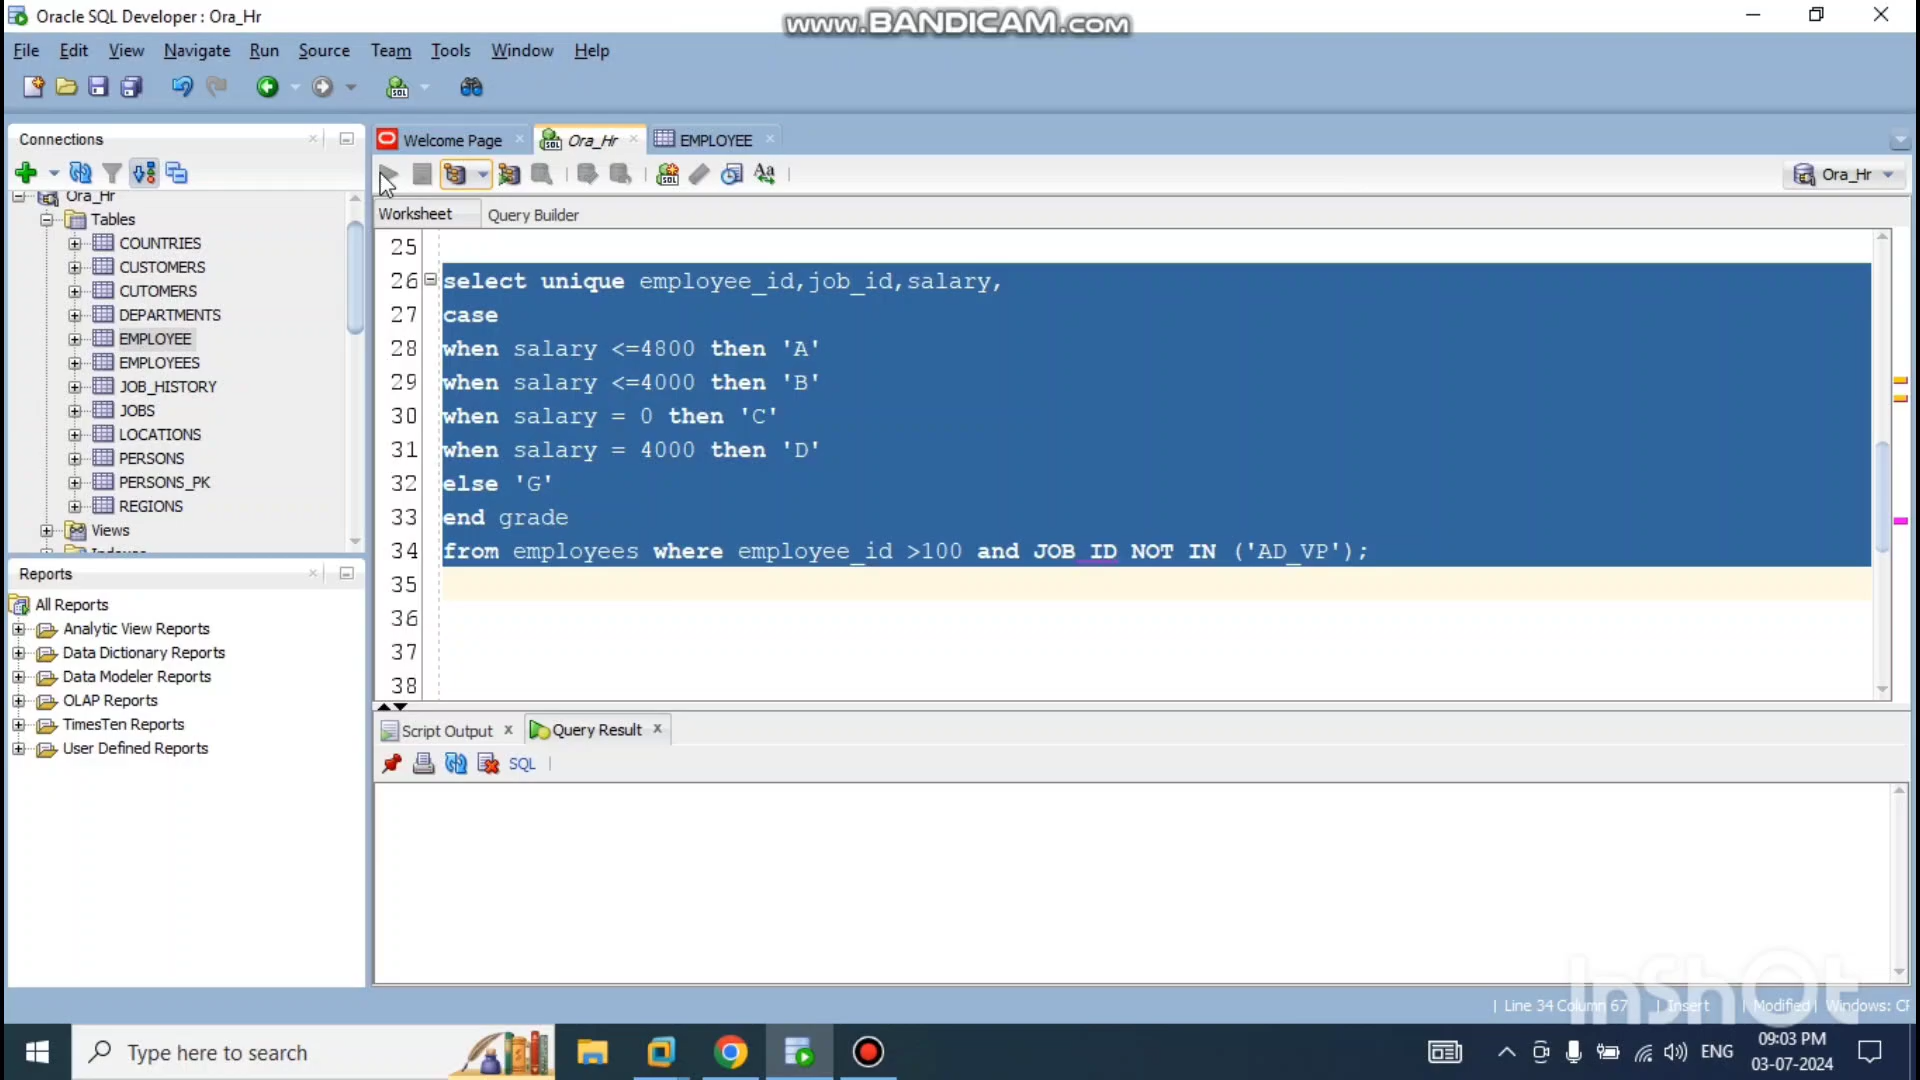 Oracle SQL Developer : Ora_Hr
www.BANDICAM.com
File Edit View Navigate Run Source Team Tools Window Help
Connections
Welcome Page
Ora_Hr
EMPLOYEE
Ora_Hr
Ora_Hr
Tables
COUNTRIES
CUSTOMERS
CUTOMERS
DEPARTMENTS
EMPLOYEE
EMPLOYEES
JOB_HISTORY
JOBS
LOCATIONS
PERSONS
PERSONS_PK
REGIONS
Views
Worksheet Query Builder
25
26 select unique employee_id,job_id,salary,
27 case
28 when salary <=4800 then 'A'
29 when salary <=4000 then 'B'
30 when salary = 0 then 'C'
31 when salary = 4000 then 'D'
32 else 'G'
33 end grade
34 from employees where employee_id >100 and JOB_ID NOT IN ('AD_VP');
35
36
37
38
Reports
All Reports
Analytic View Reports
Data Dictionary Reports
Data Modeler Reports
OLAP Reports
TimesTen Reports
User Defined Reports
Script Output
Query Result
SQL
InShOt
Line 34 Column 67 | Insert | Modified | Windows: CF
Type here to search
ENG
09:03 PM
03-07-2024